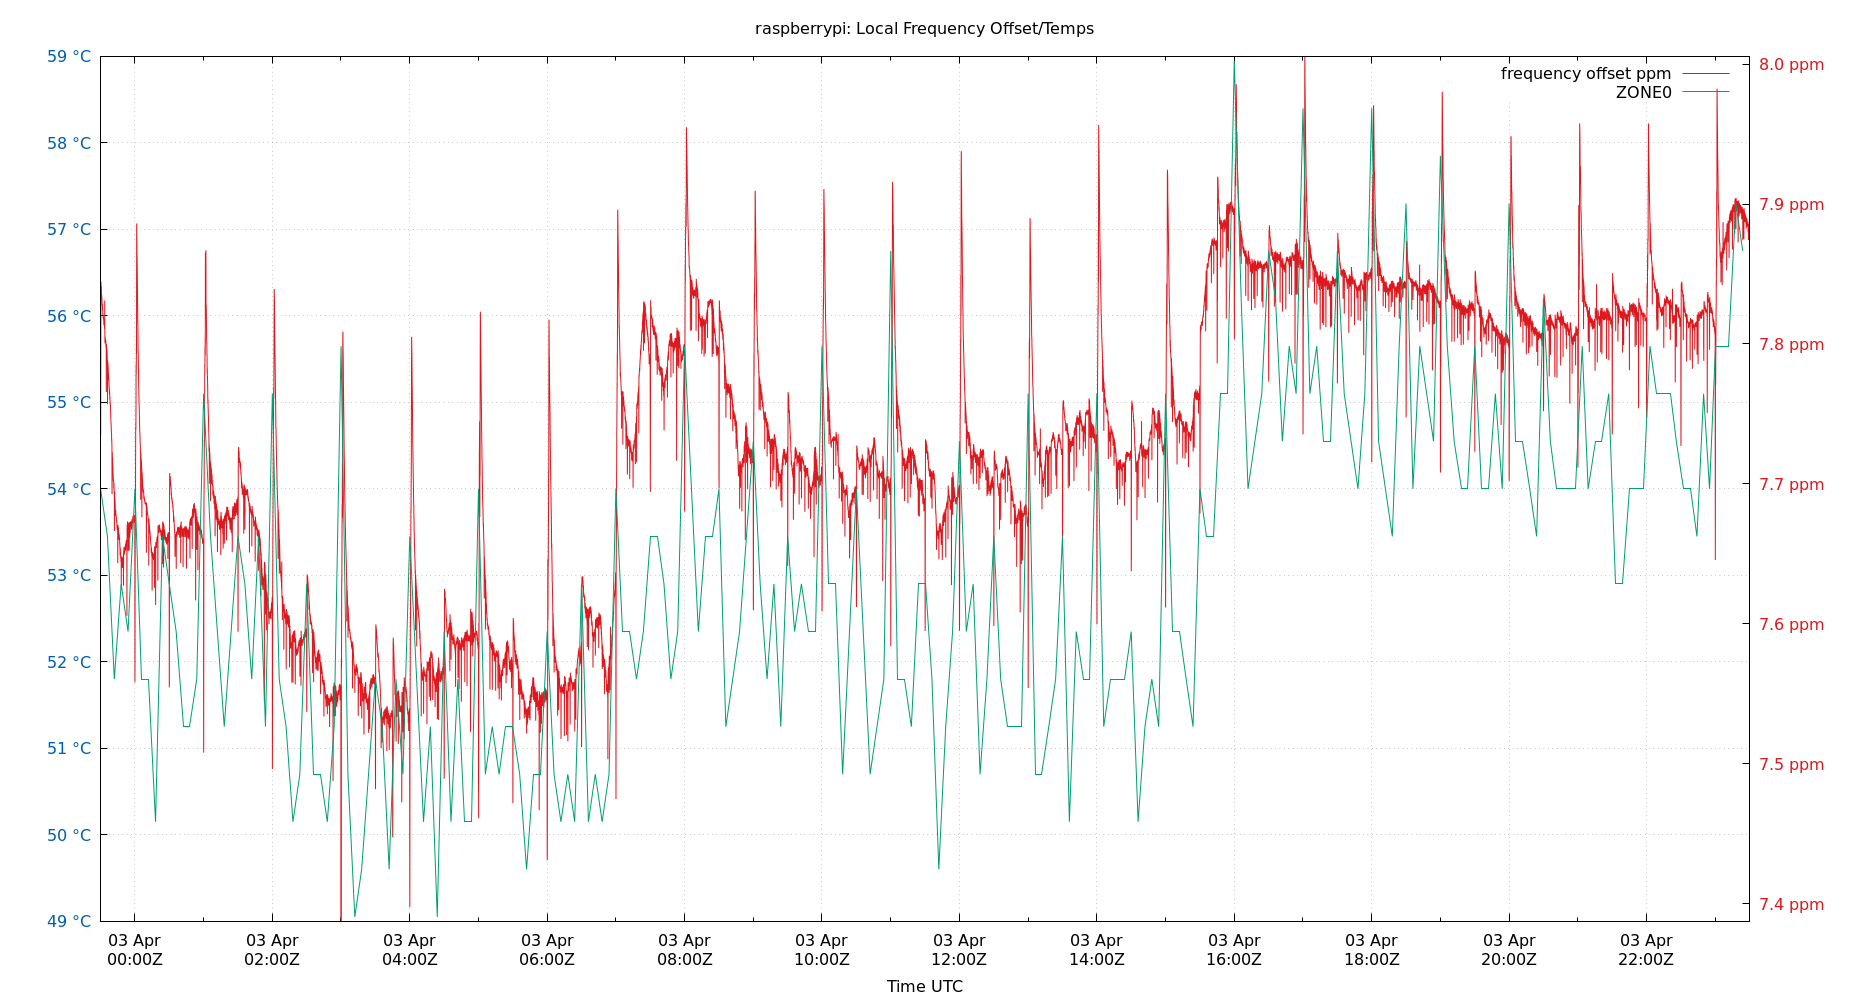 raspberrypi: Local Frequency Offset/Temps
59 °C
58 °C
57 °C
56 °C
55 °C
54 °C
53 °C
52 °C
51 °C
50 °C
49 °C
8.0 ppm
7.9 ppm
7.8 ppm
7.7 ppm
7.6 ppm
7.5 ppm
7.4 ppm
frequency offset ppm
ZONE0
03 Apr 03 Apr 03 Apr 03 Apr 03 Apr 03 Apr 03 Apr 03 Apr 03 Apr 03 Apr 03 Apr 03 Apr
00:00Z 02:00Z 04:00Z 06:00Z 08:00Z 10:00Z 12:00Z 14:00Z 16:00Z 18:00Z 20:00Z 22:00Z
Time UTC